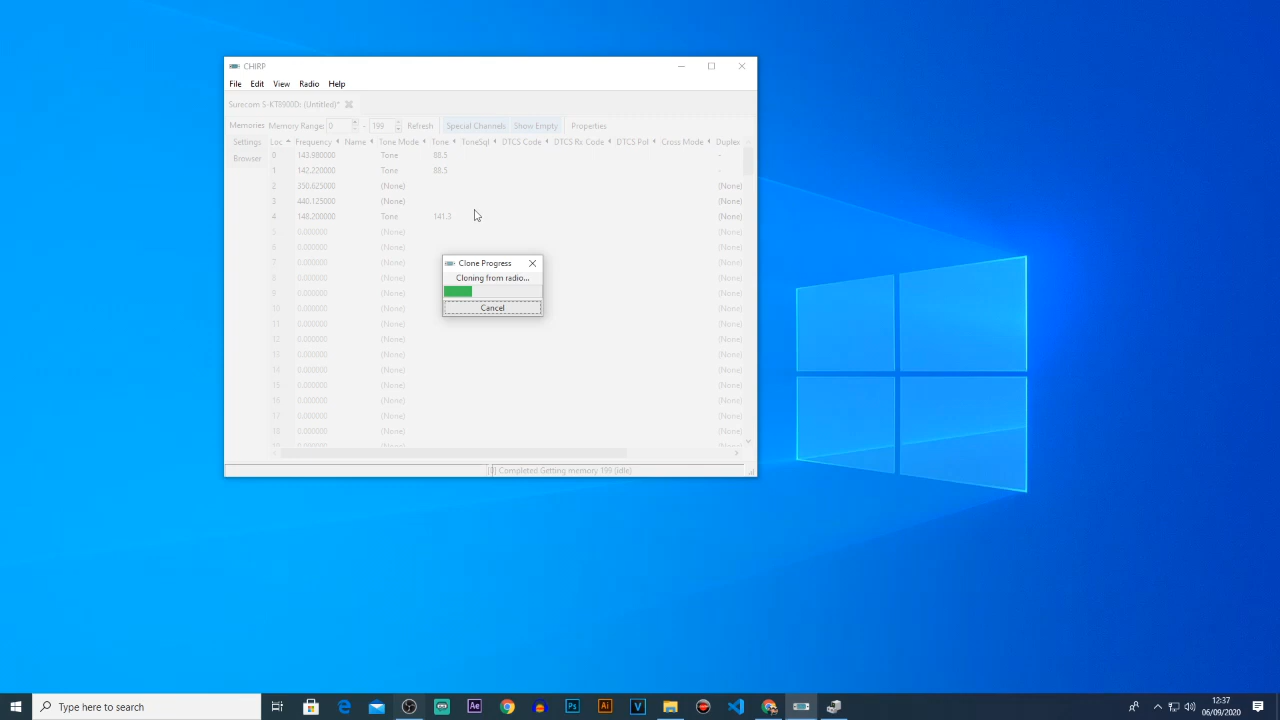 CHIRP
File Edit View Radio Help
Surecom S-KT8900D: (Untitled)*
Memories Memory Range: 0 - 199 Refresh Special Channels Show Empty Properties
Settings
Browser
Loc Frequency Name Tone Mode Tone ToneSql DTCS Code DTCS Rx Code DTCS Pol Cross Mode Duplex
0 143.980000 Tone 88.5 -
1 142.220000 Tone 88.5 -
2 350.625000 (None) (None)
3 440.125000 (None) (None)
4 148.200000 Tone 141.3 (None)
5 0.000000 (None) (None)
6 0.000000 (None) (None)
7 0.000000 (None) (None)
8 0.000000 (None) (None)
9 0.000000 (None) (None)
10 0.000000 (None) (None)
11 0.000000 (None) (None)
12 0.000000 (None) (None)
13 0.000000 (None) (None)
14 0.000000 (None) (None)
15 0.000000 (None) (None)
16 0.000000 (None) (None)
17 0.000000 (None) (None)
18 0.000000 (None) (None)
Clone Progress
Cloning from radio...
Cancel
Completed Getting memory 199 (idle)
Type here to search
Ae
Ps
Ai
V
12:37
06/09/2020